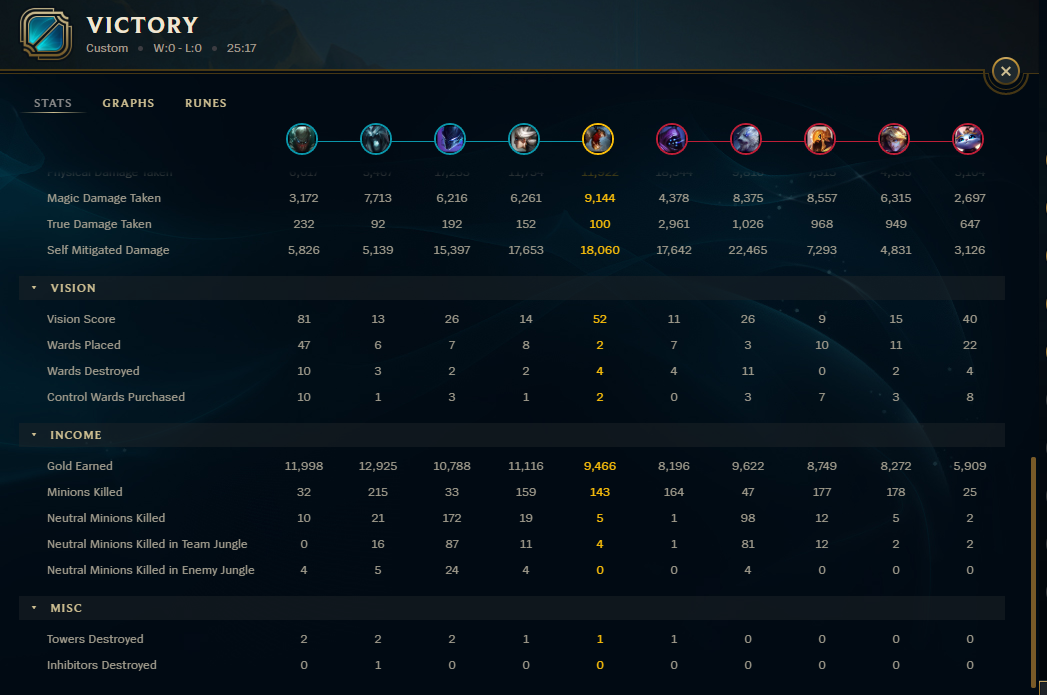 VICTORY
Custom • W:0 - L:0 • 25:17
STATS GRAPHS RUNES
Physical Damage Taken
Magic Damage Taken 3,172 7,713 6,216 6,261 9,144 4,378 8,375 8,557 6,315 2,697
True Damage Taken 232 92 192 152 100 2,961 1,026 968 949 647
Self Mitigated Damage 5,826 5,139 15,397 17,653 18,060 17,642 22,465 7,293 4,831 3,126
VISION
Vision Score 81 13 26 14 52 11 26 9 15 40
Wards Placed 47 6 7 8 2 7 3 10 11 22
Wards Destroyed 10 3 2 2 4 4 11 0 2 4
Control Wards Purchased 10 1 3 1 2 0 3 7 3 8
INCOME
Gold Earned 11,998 12,925 10,788 11,116 9,466 8,196 9,622 8,749 8,272 5,909
Minions Killed 32 215 33 159 143 164 47 177 178 25
Neutral Minions Killed 10 21 172 19 5 1 98 12 5 2
Neutral Minions Killed in Team Jungle 0 16 87 11 4 1 81 12 2 2
Neutral Minions Killed in Enemy Jungle 4 5 24 4 0 0 4 0 0 0
MISC
Towers Destroyed 2 2 2 1 1 1 0 0 0 0
Inhibitors Destroyed 0 1 0 0 0 0 0 0 0 0